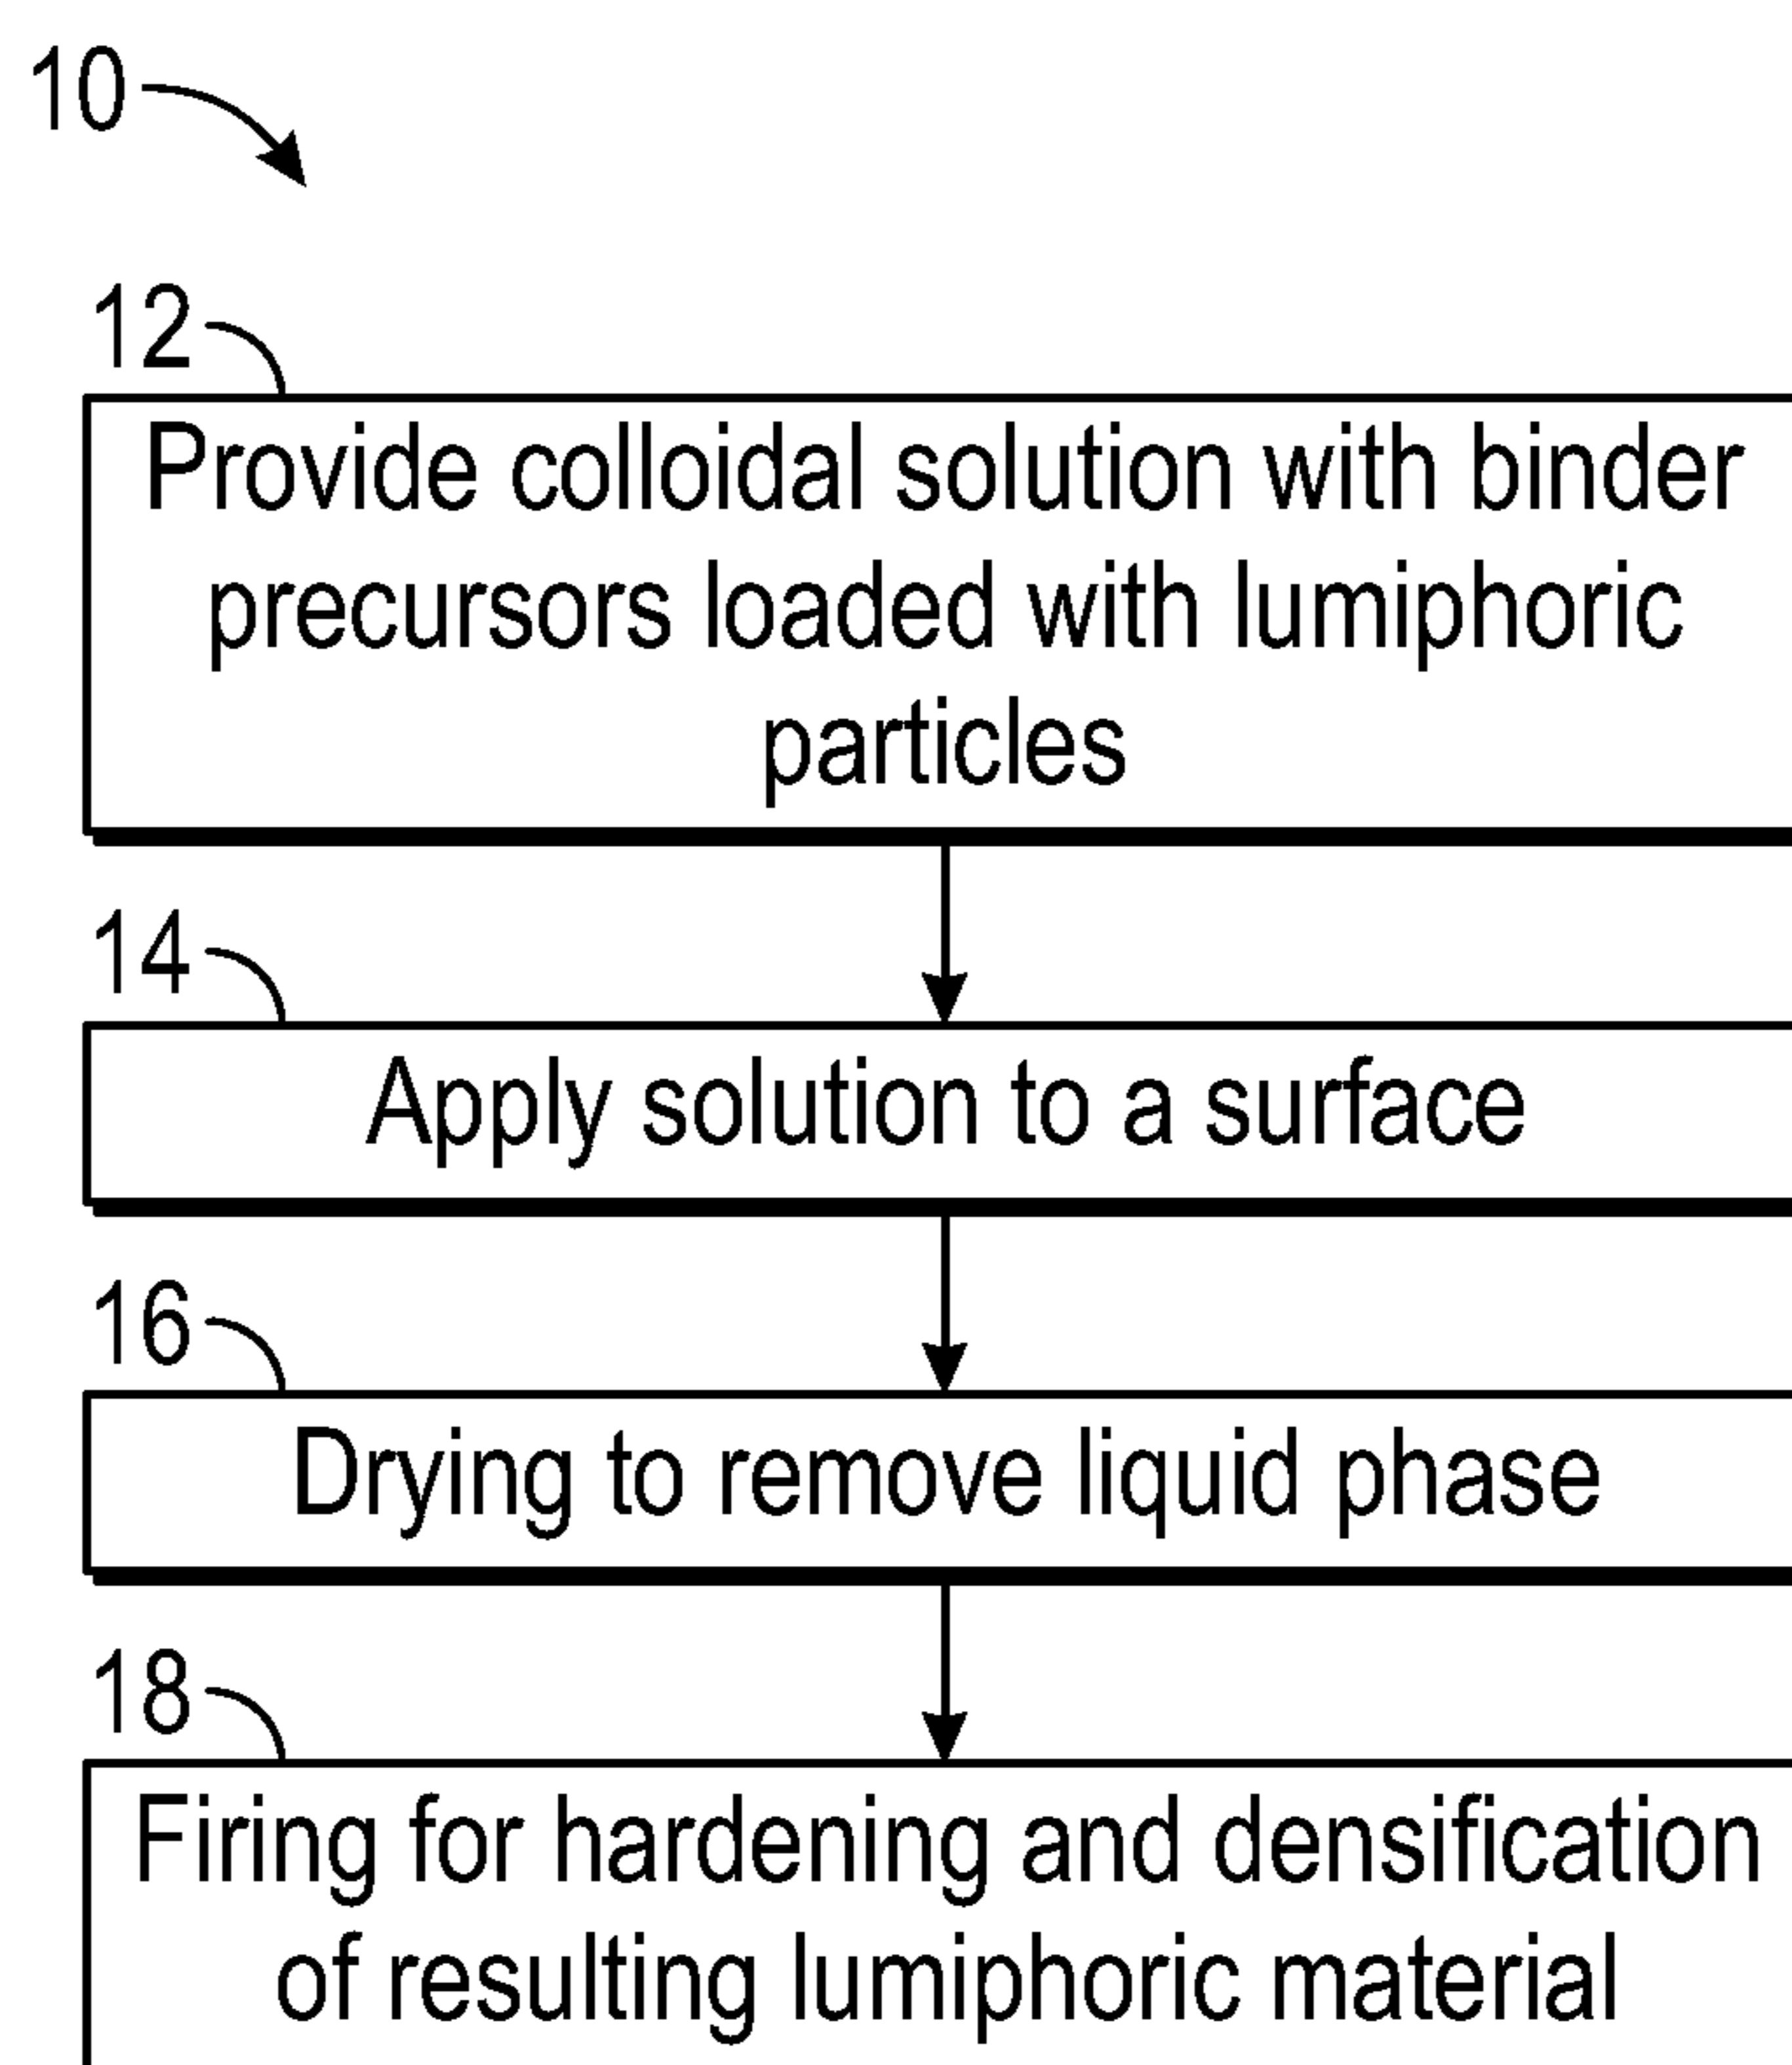 10
12
Provide colloidal solution with binder
precursors loaded with lumiphoric
particles
14
Apply solution to a surface
16
Drying to remove liquid phase
18
Firing for hardening and densification
of resulting lumiphoric material